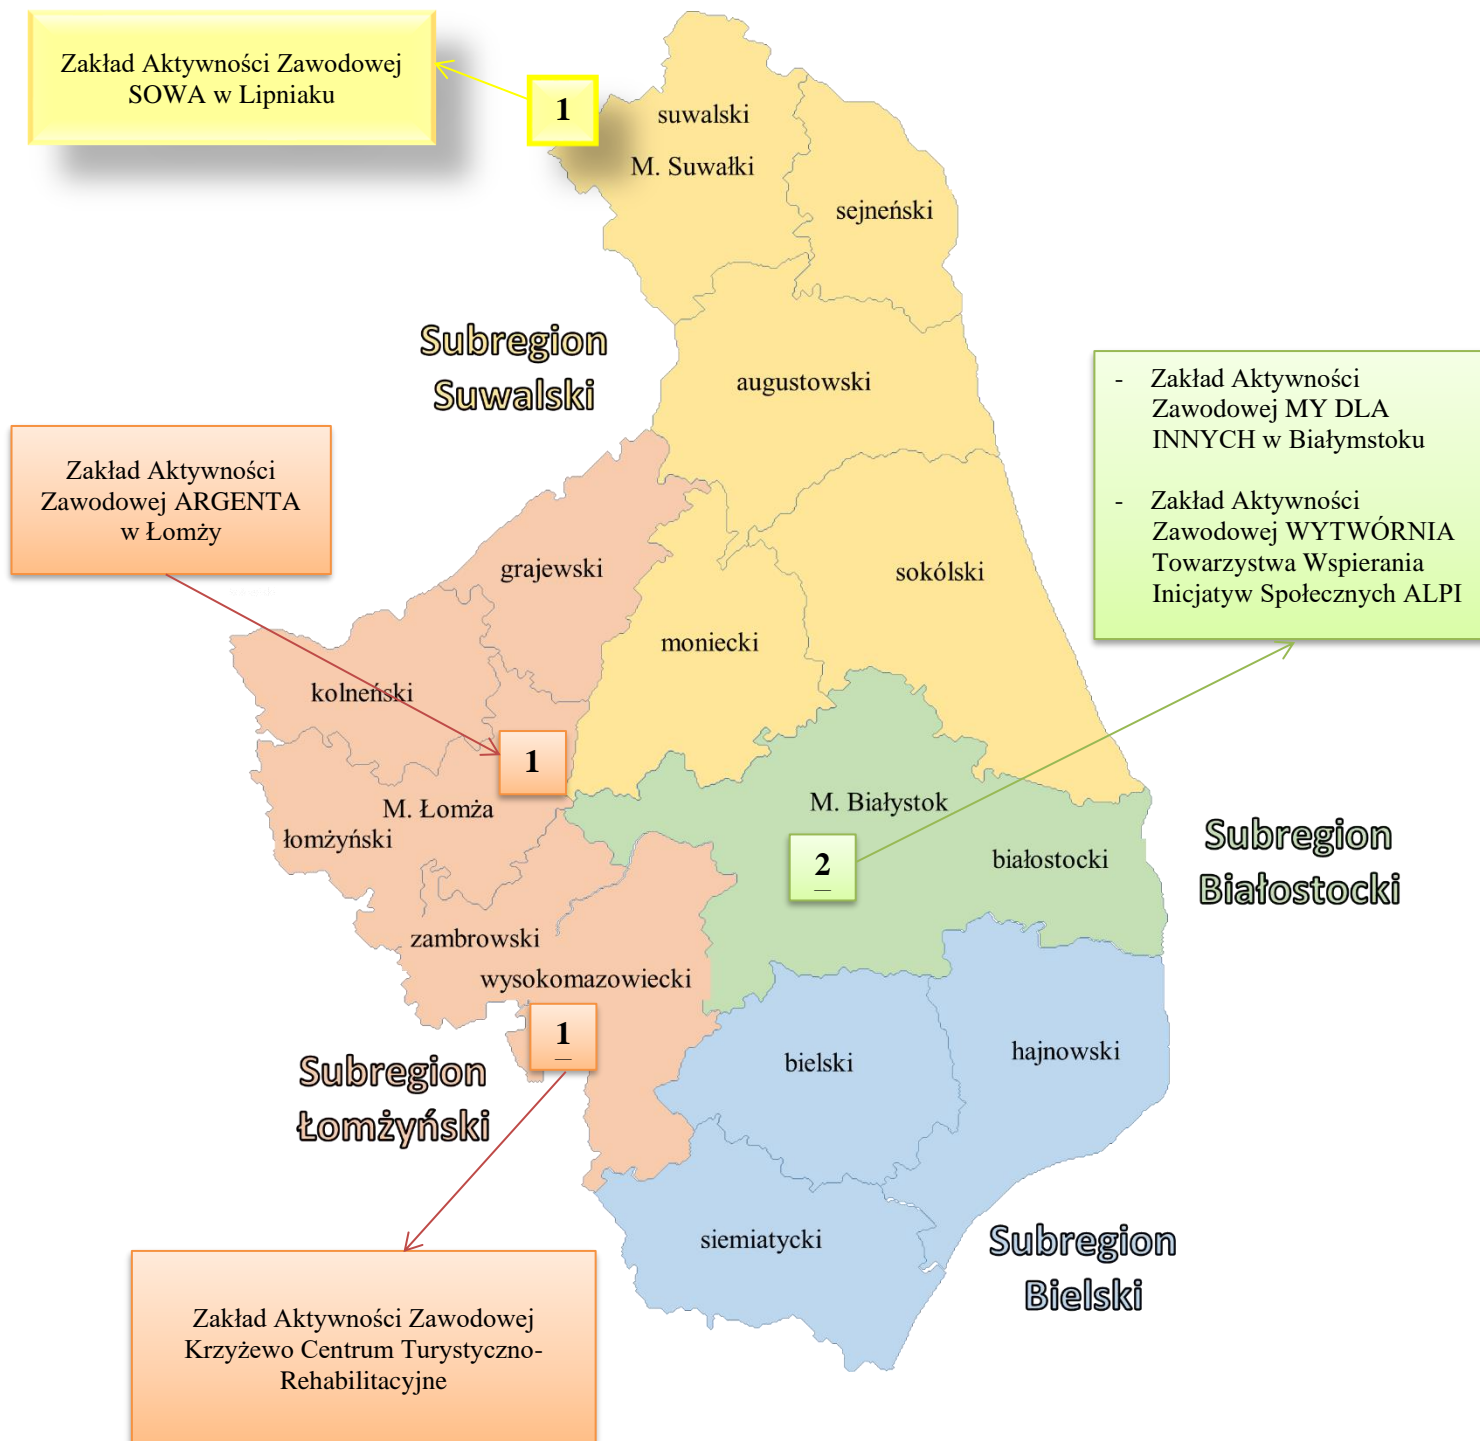 Zakład Aktywności Zawodowej
SOWA w Lipniaku
1
suwalski
M. Suwałki
sejneński
Subregion
Suwalski
augustowski
- Zakład Aktywności
Zawodowej MY DLA
INNYCH w Białymstoku
- Zakład Aktywności
Zawodowej WYTWÓRNIA
Towarzystwa Wspierania
Inicjatyw Społecznych ALPI
Zakład Aktywności
Zawodowej ARGENTA
w Łomży
grajewski
sokólski
moniecki
kolneński
1
M. Łomża
łomżyński
M. Białystok
2
białostocki
Subregion
Białostocki
zambrowski
wysokomazowiecki
1
bielski
hajnowski
Subregion
Łomżyński
siemiatycki
Subregion
Bielski
Zakład Aktywności Zawodowej
Krzyżewo Centrum Turystyczno-
Rehabilitacyjne